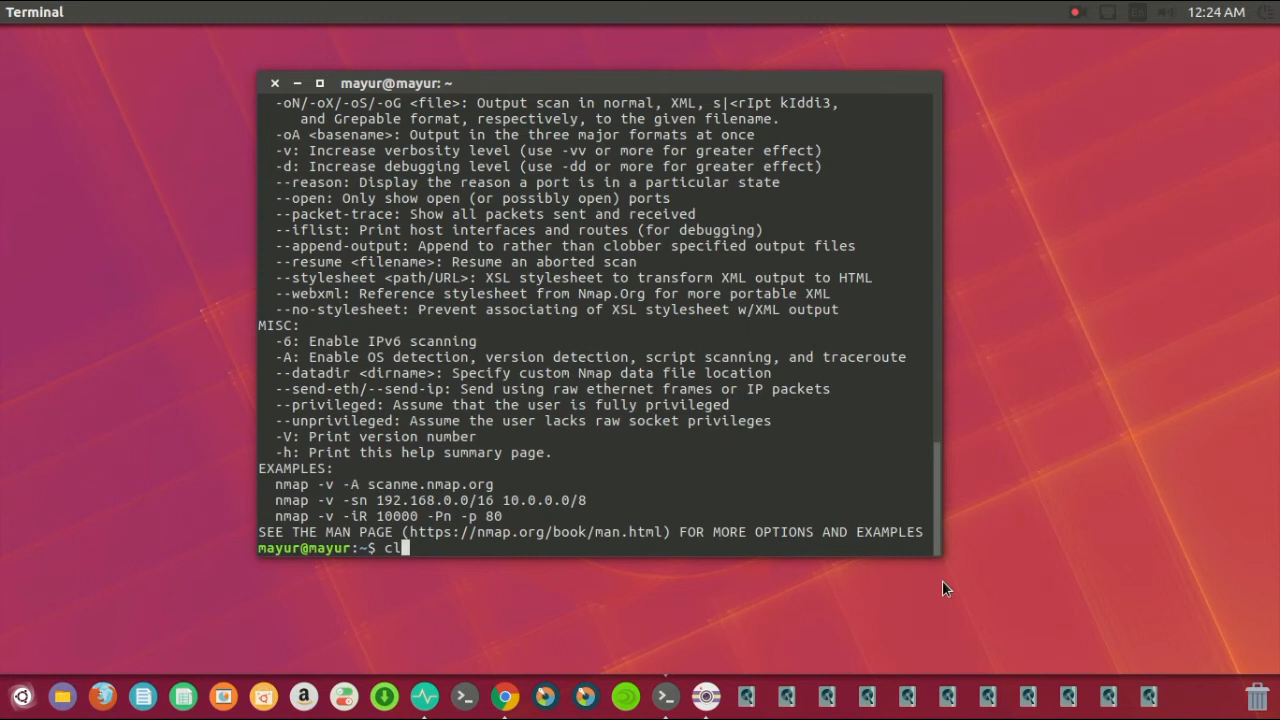 Terminal
12:24 AM
mayur@mayur: ~
-oN/-oX/-oS/-oG <file>: Output scan in normal, XML, s|<rIpt kIddi3,
and Grepable format, respectively, to the given filename.
-oA <basename>: Output in the three major formats at once
-v: Increase verbosity level (use -vv or more for greater effect)
-d: Increase debugging level (use -dd or more for greater effect)
--reason: Display the reason a port is in a particular state
--open: Only show open (or possibly open) ports
--packet-trace: Show all packets sent and received
--iflist: Print host interfaces and routes (for debugging)
--append-output: Append to rather than clobber specified output files
--resume <filename>: Resume an aborted scan
--stylesheet <path/URL>: XSL stylesheet to transform XML output to HTML
--webxml: Reference stylesheet from Nmap.Org for more portable XML
--no-stylesheet: Prevent associating of XSL stylesheet w/XML output
MISC:
-6: Enable IPv6 scanning
-A: Enable OS detection, version detection, script scanning, and traceroute
--datadir <dirname>: Specify custom Nmap data file location
--send-eth/--send-ip: Send using raw ethernet frames or IP packets
--privileged: Assume that the user is fully privileged
--unprivileged: Assume the user lacks raw socket privileges
-V: Print version number
-h: Print this help summary page.
EXAMPLES:
nmap -v -A scanme.nmap.org
nmap -v -sn 192.168.0.0/16 10.0.0.0/8
nmap -v -iR 10000 -Pn -p 80
SEE THE MAN PAGE (https://nmap.org/book/man.html) FOR MORE OPTIONS AND EXAMPLES
mayur@mayur:~$ cl